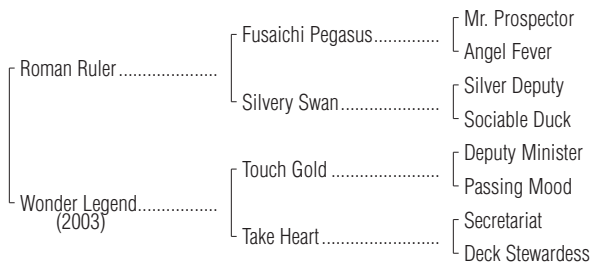 Mr. Prospector
Fusaichi Pegasus..............
Angel Fever
Roman Ruler.....................
Silver Deputy
Silvery Swan.....................
Sociable Duck
Deputy Minister
Touch Gold.......................
Passing Mood
Wonder Legend.................
(2003)
Secretariat
Take Heart.........................
Deck Stewardess